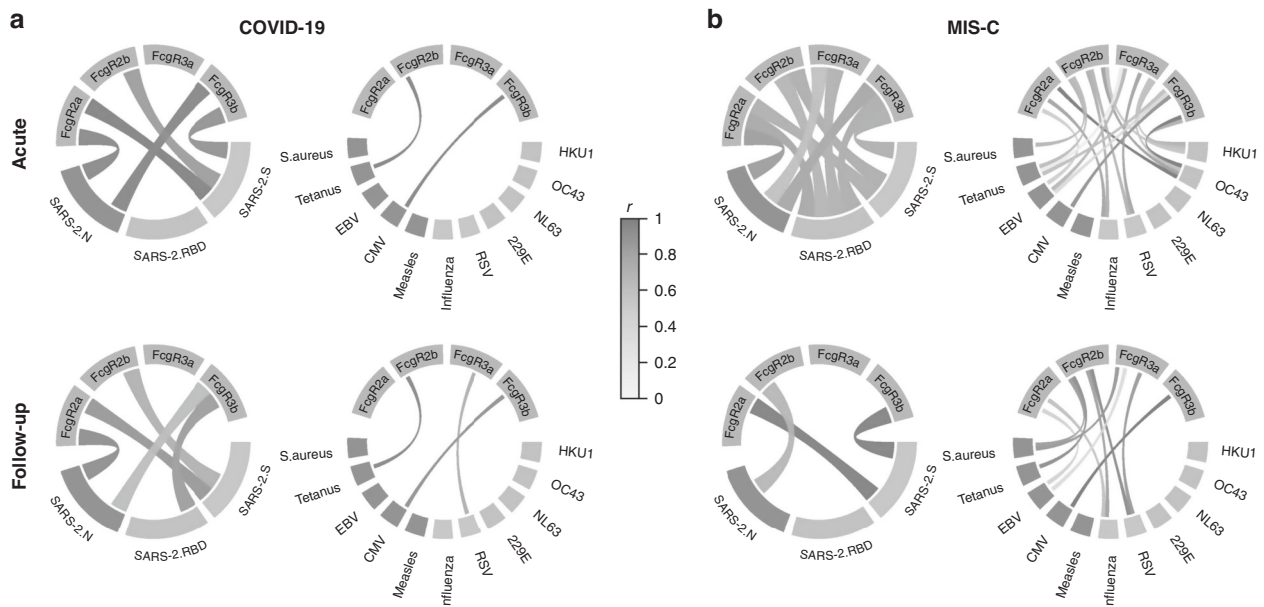 a
COVID-19
b
MIS-C
Acute
FcgR2a
FcgR2b
FcgR3a
FcgR3b
SARS-2.N
SARS-2.RBD
SARS-2.S
FcgR2a
FcgR2b
FcgR3a
FcgR3b
S.aureus
Tetanus
EBV
CMV
Measles
Influenza
RSV
229E
NL63
OC43
HKU1
r
1
0.8
0.6
0.4
0.2
0
FcgR2a
FcgR2b
FcgR3a
FcgR3b
SARS-2.N
SARS-2.RBD
SARS-2.S
FcgR2a
FcgR2b
FcgR3a
FcgR3b
S.aureus
Tetanus
EBV
CMV
Measles
Influenza
RSV
229E
NL63
OC43
HKU1
Follow-up
FcgR2a
FcgR2b
FcgR3a
FcgR3b
SARS-2.N
SARS-2.RBD
SARS-2.S
FcgR2a
FcgR2b
FcgR3a
FcgR3b
S.aureus
Tetanus
EBV
CMV
Measles
nfluenza
RSV
229E
NL63
OC43
HKU1
FcgR2a
FcgR2b
FcgR3a
FcgR3b
SARS-2.N
SARS-2.RBD
SARS-2.S
FcgR2a
FcgR2b
FcgR3a
FcgR3b
S.aureus
Tetanus
EBV
CMV
Measles
nfluenza
RSV
229E
NL63
OC43
HKU1